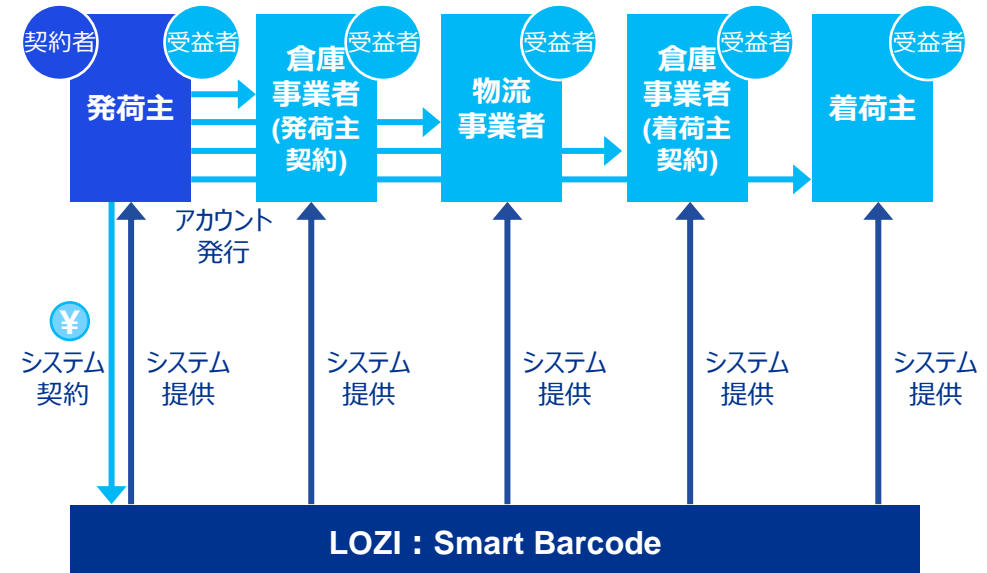 契約者
受益者
発荷主
受益者
倉庫
事業者
(発荷主
契約)
受益者
物流
事業者
受益者
倉庫
事業者
(着荷主
契約)
受益者
着荷主
アカウント
発行
¥
システム
契約
システム
提供
システム
提供
システム
提供
システム
提供
システム
提供
LOZI：Smart Barcode